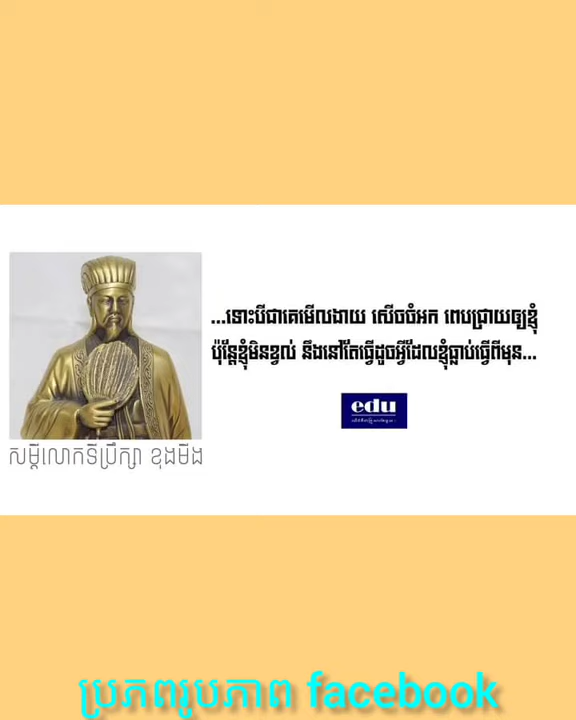 ...ទោះបីជាគេមើលងាយ សើចចំអក ពេបជ្រាយឲ្យខ្ញុំ
ប៉ុន្តែខ្ញុំមិនខ្វល់ នឹងនៅតែធ្វើដូចអ្វីដែលខ្ញុំធ្លាប់ធ្វើពីមុន...
edu
សម្ដីលោកទីប្រឹក្សា ខុងមីង
ប្រភពរូបភាព facebook